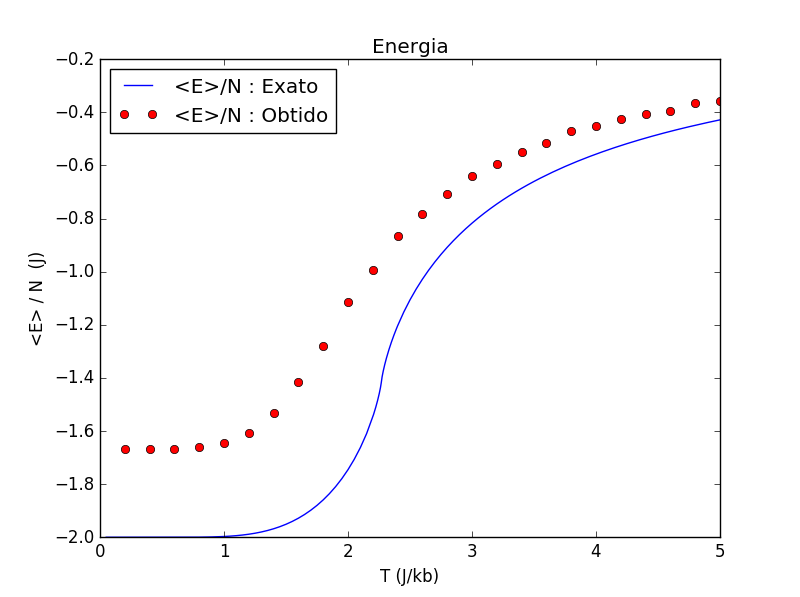 Energia
<E>/N : Exato
<E>/N : Obtido
−0.2
−0.4
−0.6
−0.8
−1.0
−1.2
−1.4
−1.6
−1.8
−2.0
<E> / N (J)
0 1 2 3 4 5
T (J/kb)